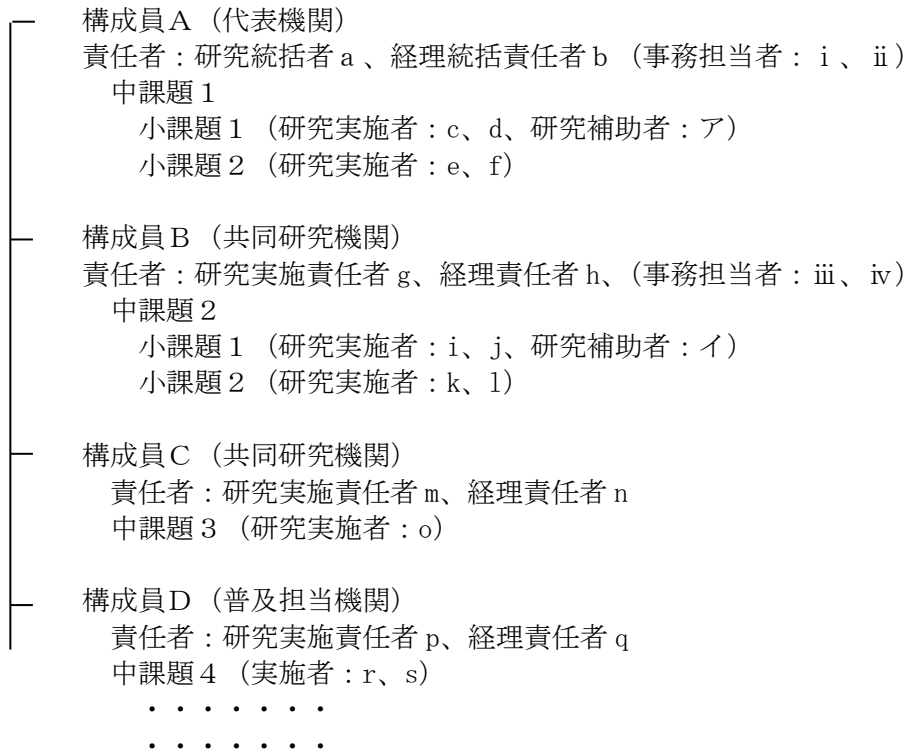 構成員A（代表機関）
責任者：研究統括者a、経理統括責任者b（事務担当者：ⅰ、ⅱ）
中課題1
小課題1（研究実施者：c、d、研究補助者：ア）
小課題2（研究実施者：e、f）
構成員B（共同研究機関）
責任者：研究実施責任者g、経理責任者h、（事務担当者：ⅲ、ⅳ）
中課題2
小課題1（研究実施者：i、j、研究補助者：イ）
小課題2（研究実施者：k、l）
構成員C（共同研究機関）
責任者：研究実施責任者m、経理責任者n
中課題3（研究実施者：o）
構成員D（普及担当機関）
責任者：研究実施責任者p、経理責任者q
中課題4（実施者：r、s）
・・・・・・・
・・・・・・・